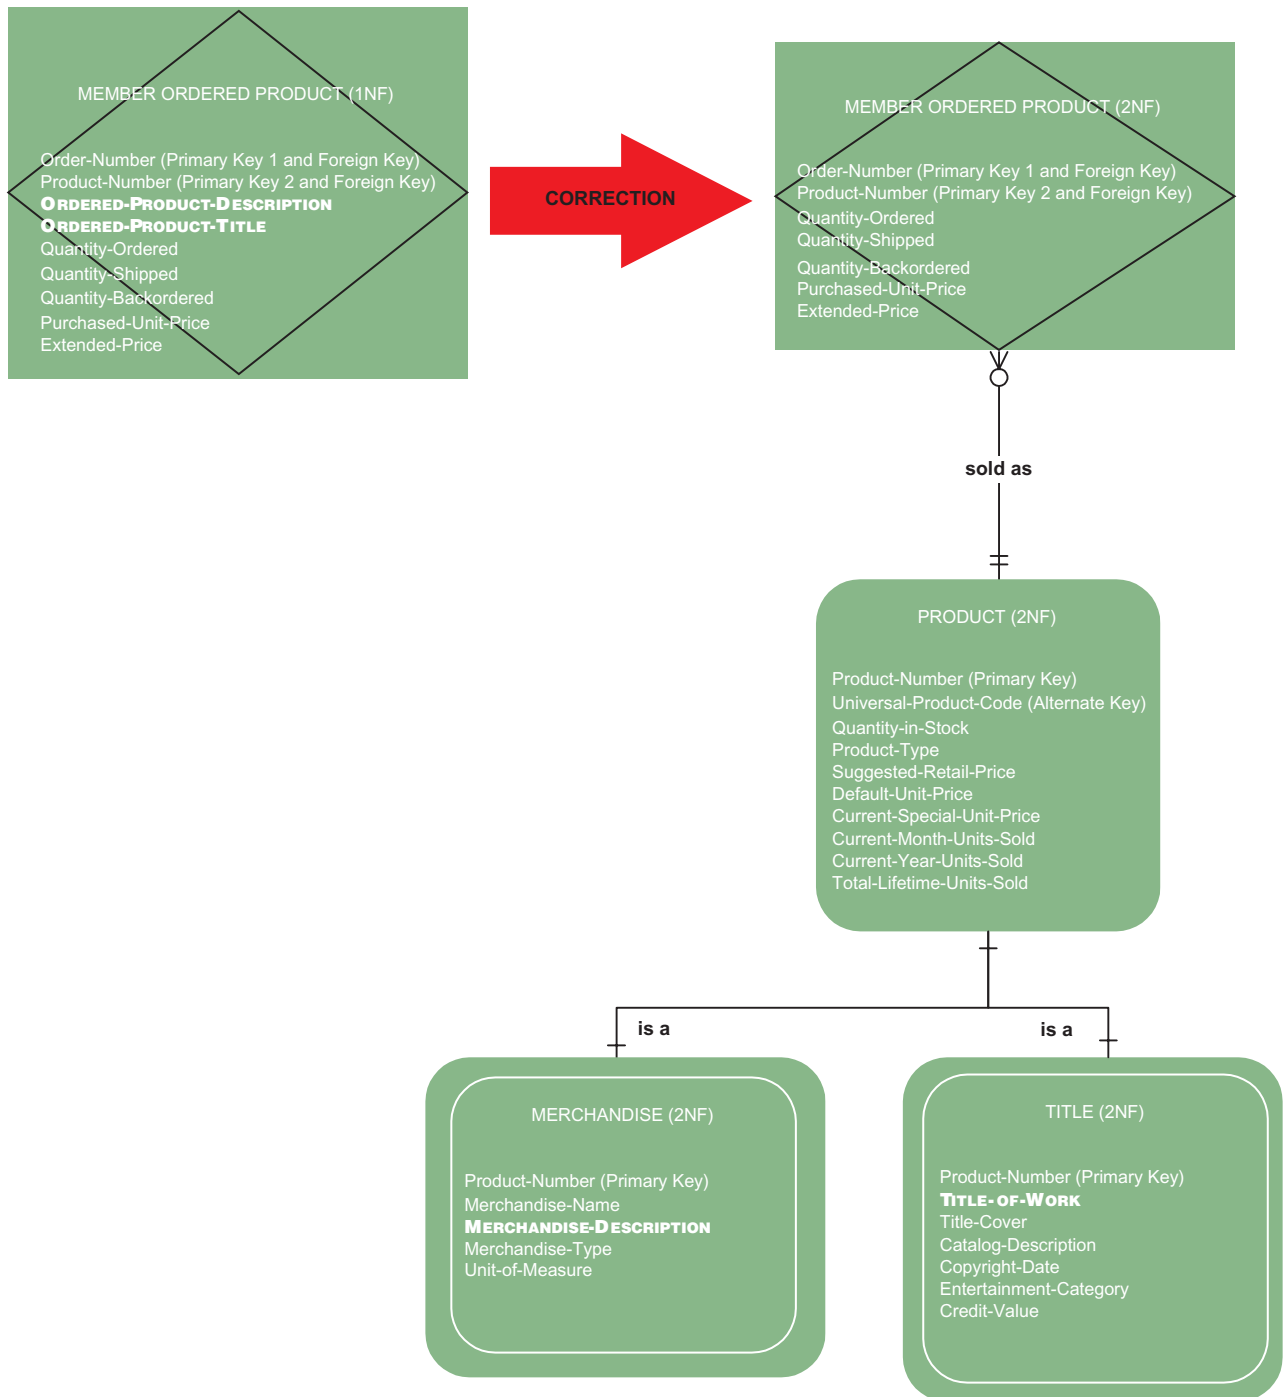 MEMBER ORDERED PRODUCT (1NF)
Order-Number (Primary Key 1 and Foreign Key)
Product-Number (Primary Key 2 and Foreign Key)
ORDERED-PRODUCT-DESCRIPTION
ORDERED-PRODUCT-TITLE
Quantity-Ordered
Quantity-Shipped
Quantity-Backordered
Purchased-Unit-Price
Extended-Price
CORRECTION
MEMBER ORDERED PRODUCT (2NF)
Order-Number (Primary Key 1 and Foreign Key)
Product-Number (Primary Key 2 and Foreign Key)
Quantity-Ordered
Quantity-Shipped
Quantity-Backordered
Purchased-Unit-Price
Extended-Price
sold as
PRODUCT (2NF)
Product-Number (Primary Key)
Universal-Product-Code (Alternate Key)
Quantity-in-Stock
Product-Type
Suggested-Retail-Price
Default-Unit-Price
Current-Special-Unit-Price
Current-Month-Units-Sold
Current-Year-Units-Sold
Total-Lifetime-Units-Sold
is a
is a
MERCHANDISE (2NF)
Product-Number (Primary Key)
Merchandise-Name
MERCHANDISE-DESCRIPTION
Merchandise-Type
Unit-of-Measure
TITLE (2NF)
Product-Number (Primary Key)
TITLE-OF-WORK
Title-Cover
Catalog-Description
Copyright-Date
Entertainment-Category
Credit-Value